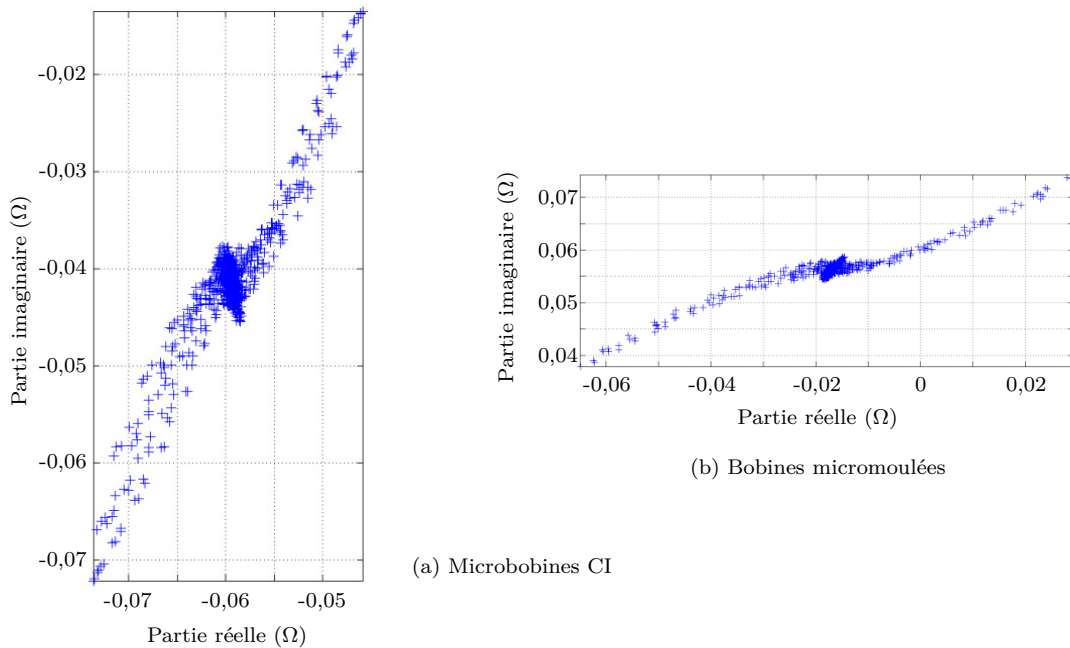 -0,02
-0,03
-0,04
-0,05
-0,06
-0,07
Partie imaginaire (Ω)
-0,07 -0,06 -0,05
Partie réelle (Ω)
(a) Microbobines CI
0,07
0,06
0,05
0,04
Partie imaginaire (Ω)
-0,06 -0,04 -0,02 0 0,02
Partie réelle (Ω)
(b) Bobines micromoulées